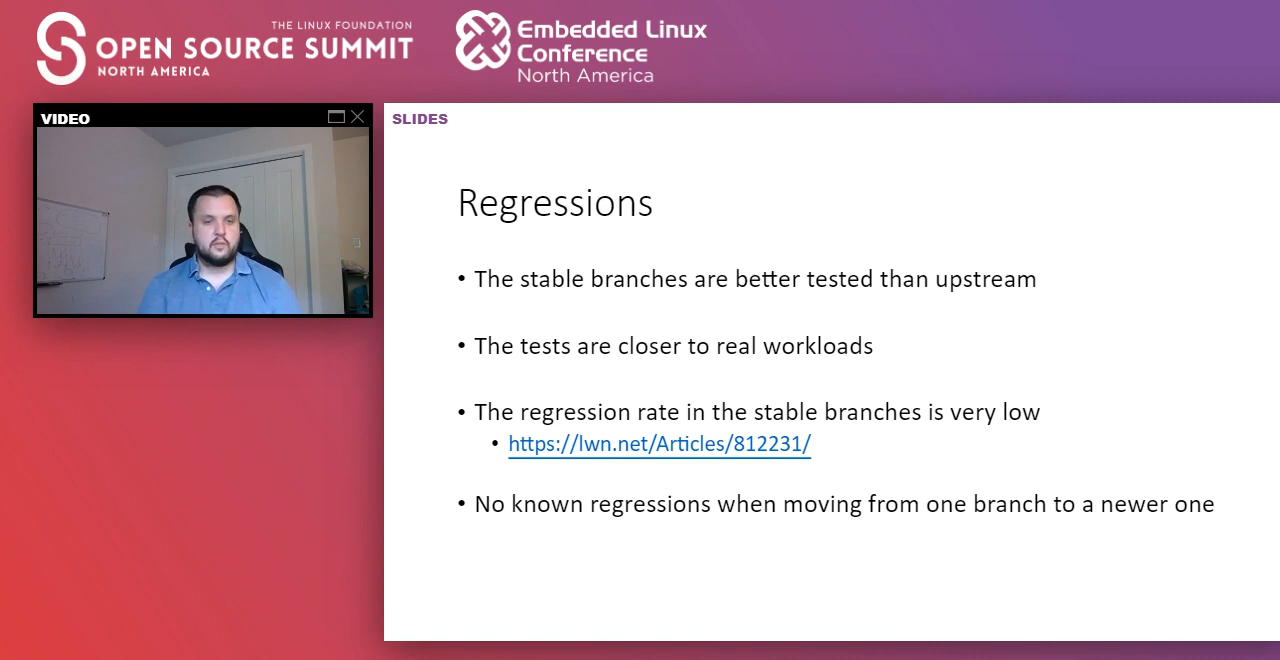 THE LINUX FOUNDATION
OPEN SOURCE SUMMIT
NORTH AMERICA
Embedded Linux
Conference
North America
VIDEO
SLIDES
Regressions
• The stable branches are better tested than upstream
• The tests are closer to real workloads
• The regression rate in the stable branches is very low
• https://lwn.net/Articles/812231/
• No known regressions when moving from one branch to a newer one